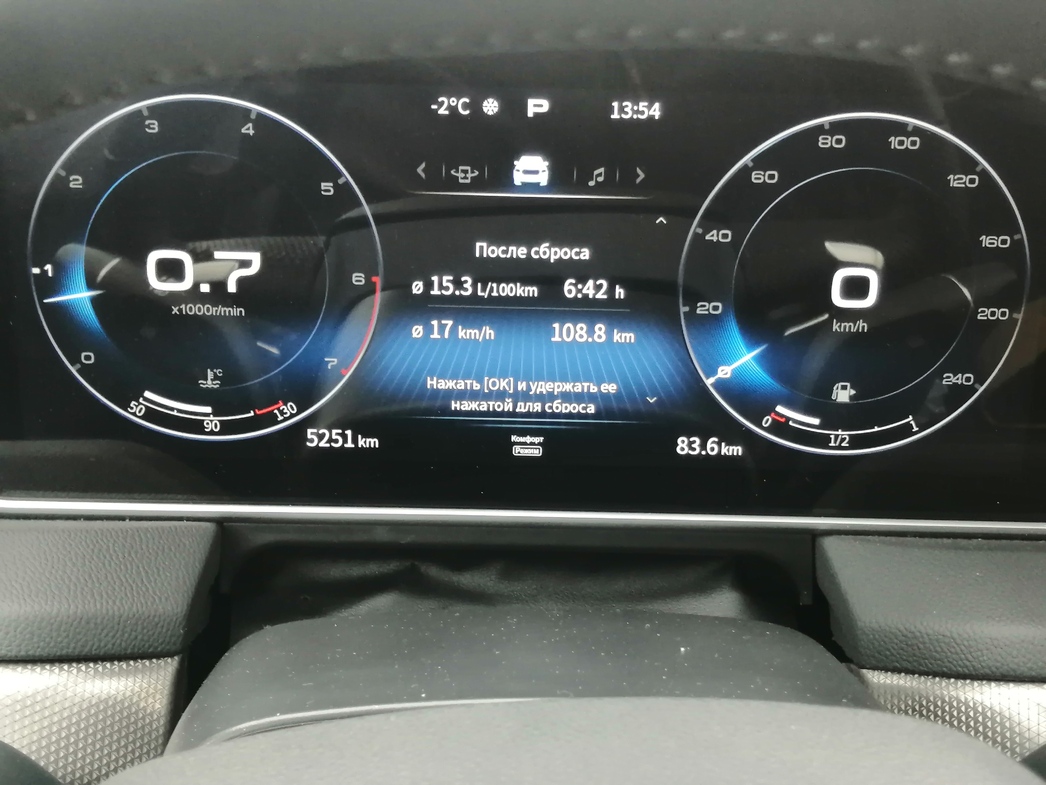 -2°C P 13:54
3 4
2 5
1 6
0 7
0.7
x1000r/min
°C
50 90 130
5251 km
После сброса
ø 15.3 L/100km 6:42 h
ø 17 km/h 108.8 km
Нажать [OK] и удержать ее
нажатой для сброса
Комфорт
Режим
80 100
60 120
40 160
20 200
0 240
0
km/h
0 1/2 1
83.6 km